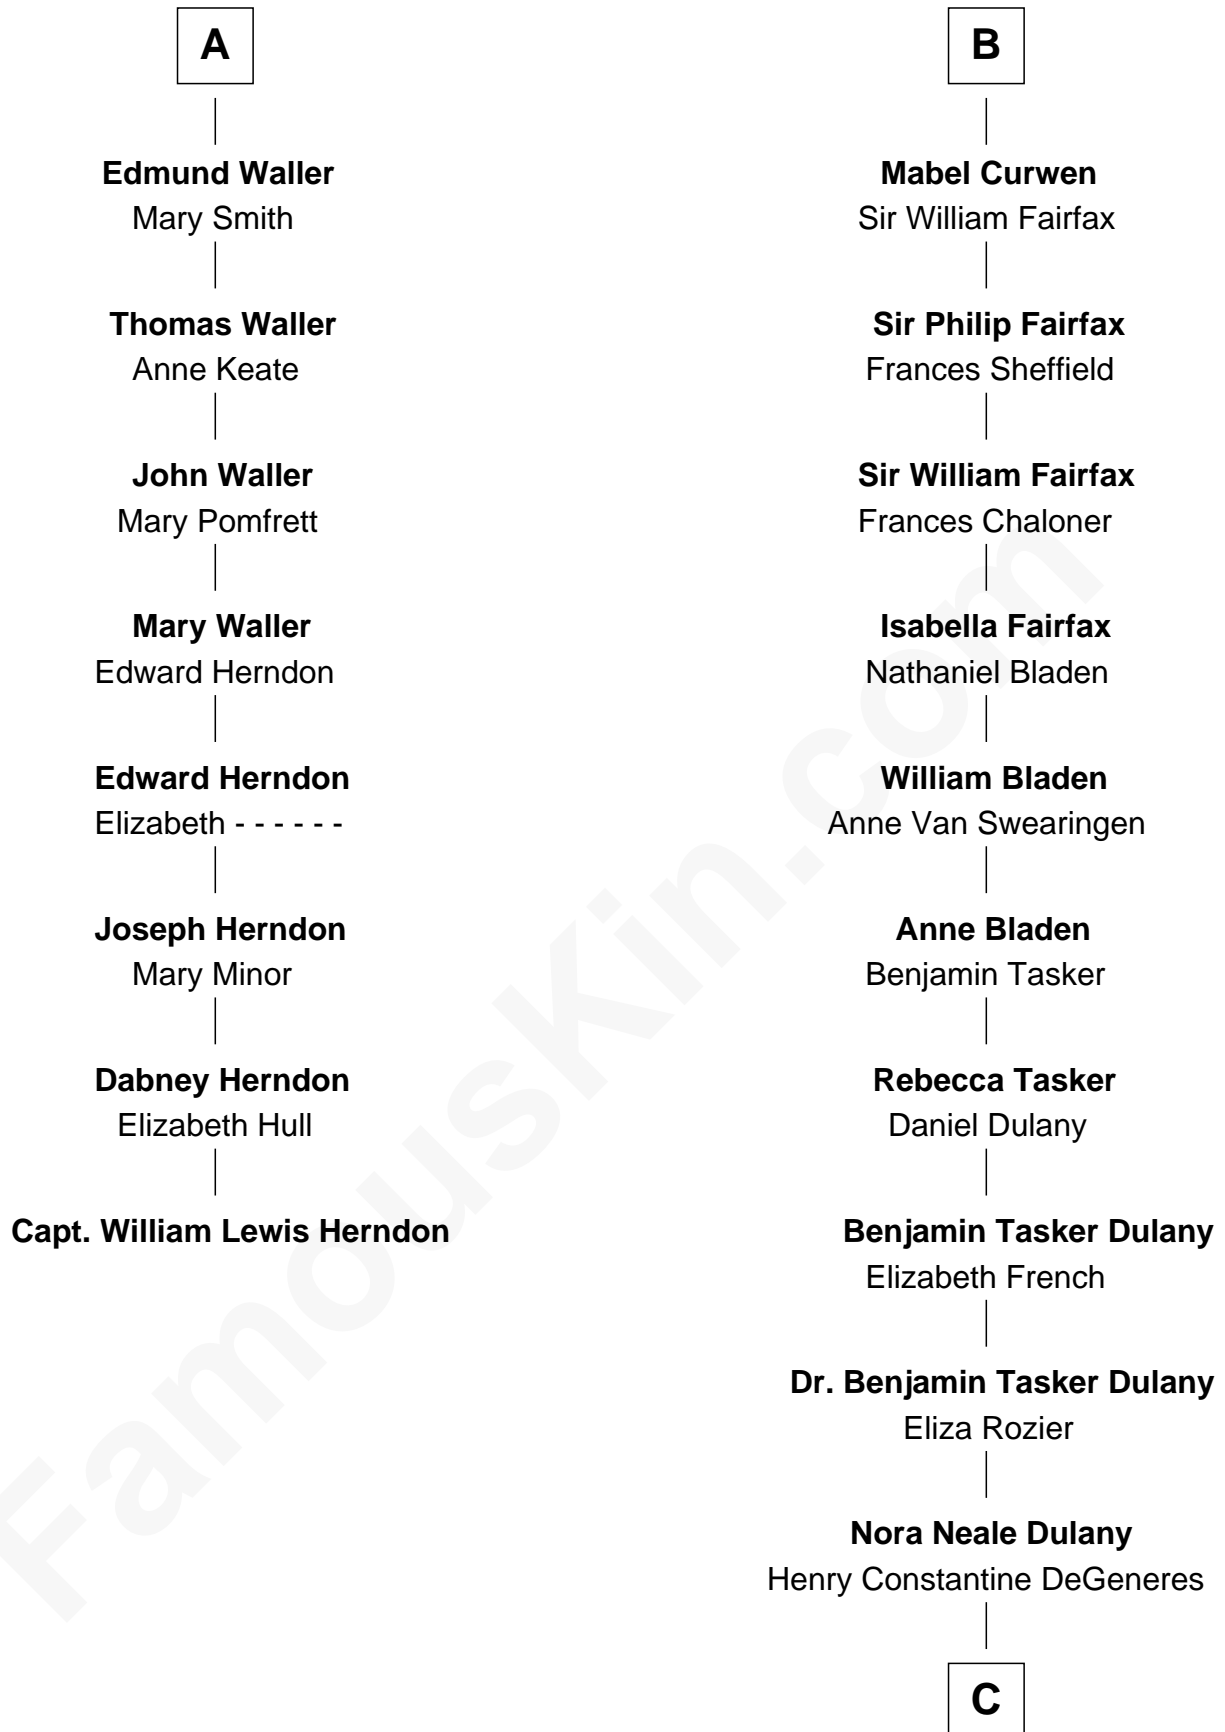 A
Edmund Waller
Mary Smith
Thomas Waller
Anne Keate
John Waller
Mary Pomfrett
Mary Waller
Edward Herndon
Edward Herndon
Elizabeth - - - - - -
Joseph Herndon
Mary Minor
Dabney Herndon
Elizabeth Hull
Capt. William Lewis Herndon
B
Mabel Curwen
Sir William Fairfax
Sir Philip Fairfax
Frances Sheffield
Sir William Fairfax
Frances Chaloner
Isabella Fairfax
Nathaniel Bladen
William Bladen
Anne Van Swearingen
Anne Bladen
Benjamin Tasker
Rebecca Tasker
Daniel Dulany
Benjamin Tasker Dulany
Elizabeth French
Dr. Benjamin Tasker Dulany
Eliza Rozier
Nora Neale Dulany
Henry Constantine DeGeneres
C
FamousKin.com